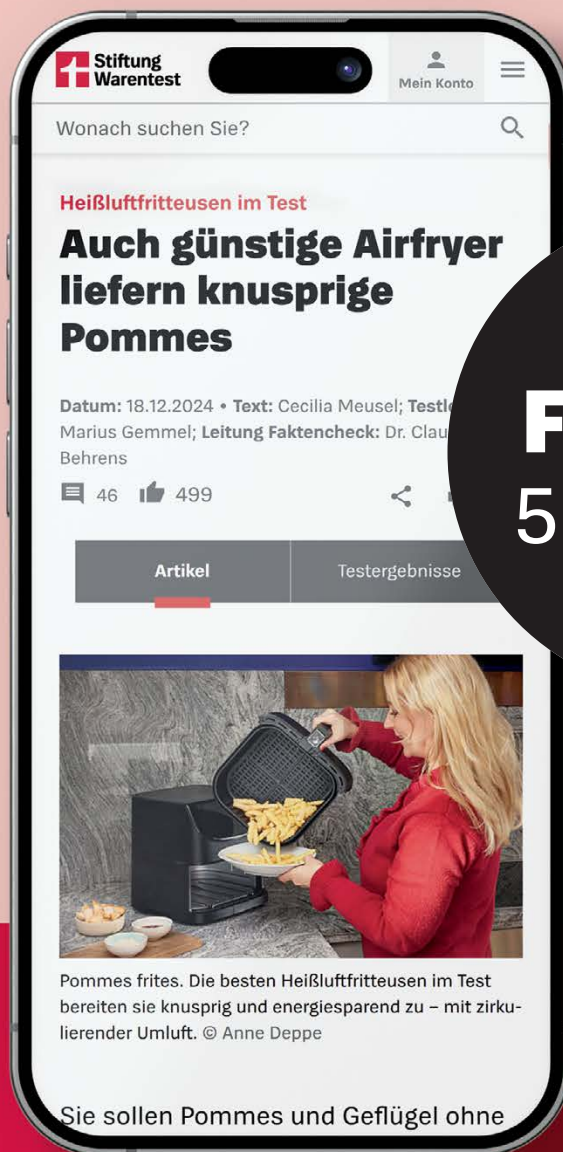 Stiftung
Warentest
Mein Konto
Wonach suchen Sie?
Heißluftfritteusen im Test
Auch günstige Airfryer
liefern knusprige
Pommes
Datum: 18.12.2024 • Text: Cecilia Meusel;
Marius Gemmel; Leitung Faktencheck: Dr.
Behrens
46 499
Artikel Testergebnisse
5
Pommes frites. Die besten Heißluftfritteusen im Test
bereiten sie knusprig und energiesparend zu – mit zirku-
lierender Umluft. © Anne Deppe
Sie sollen Pommes und Geflügel ohne